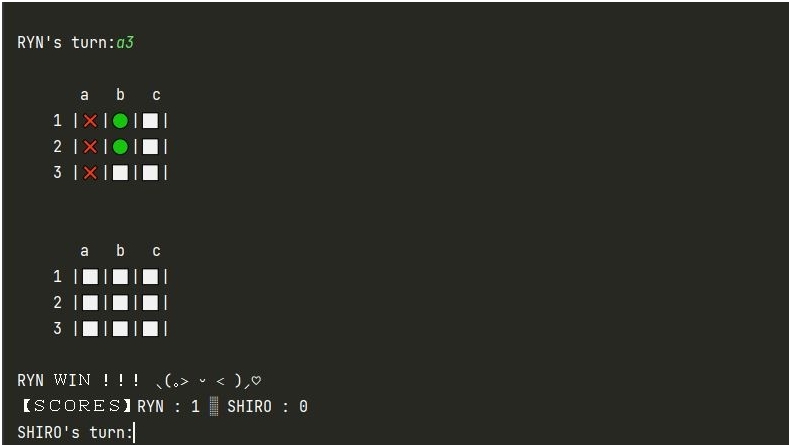 RYN's turn:a3
a b c
1 |❌|🟢|⬜|
2 |❌|🟢|⬜|
3 |❌|⬜|⬜|
a b c
1 |⬜|⬜|⬜|
2 |⬜|⬜|⬜|
3 |⬜|⬜|⬜|
RYN WIN ! ! ! ⸜(｡˃ ᵕ ˂ )⸝♡
【SCORES】RYN : 1 ▒ SHIRO : 0
SHIRO's turn: